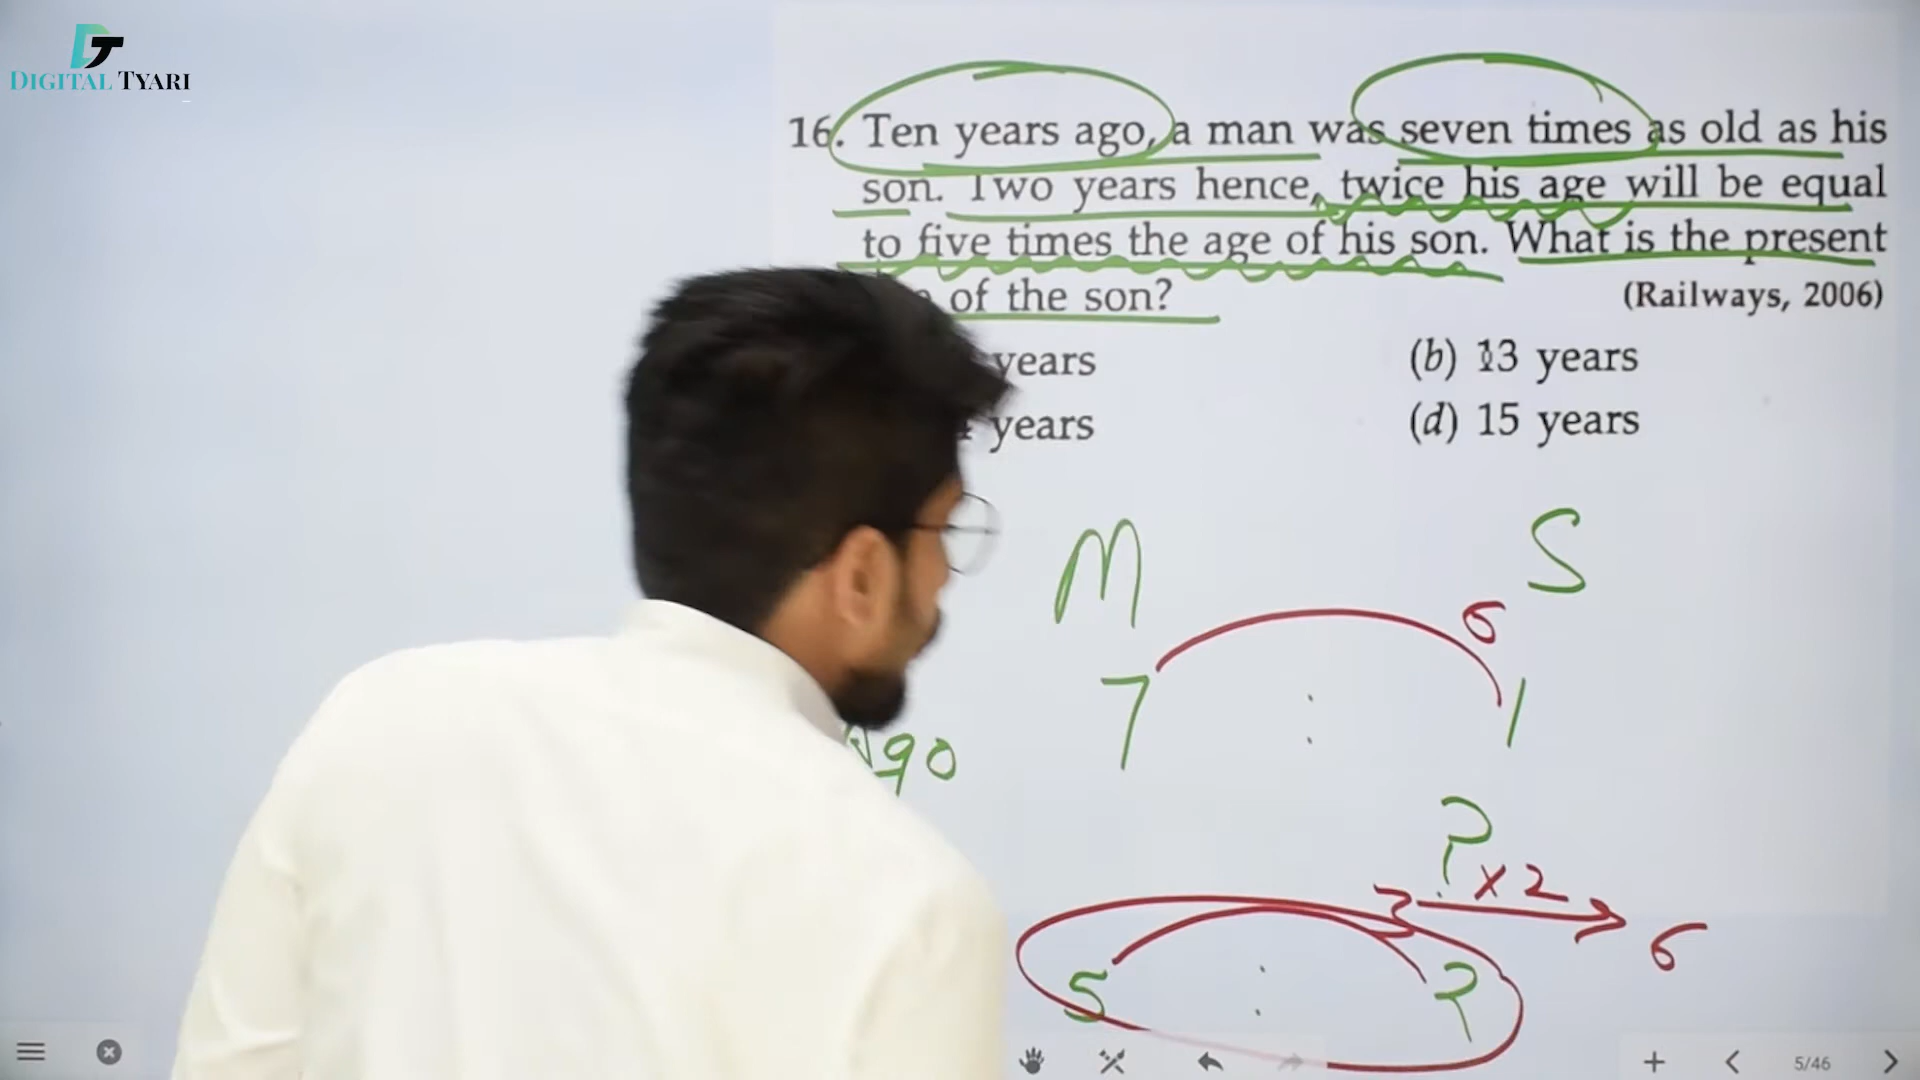 DT
DIGITAL TYARI
16. Ten years ago, a man was seven times as old as his
son. Two years hence, twice his age will be equal
to five times the age of his son. What is the present
of the son? (Railways, 2006)
years (b) 13 years
years (d) 15 years
M S
6
7 : 1
Ago
?
3 x2 6
5 : 2
5/46